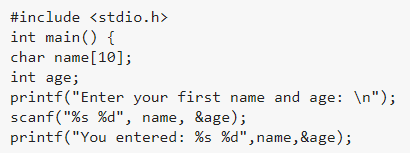 #include <stdio.h>
int main() {
char name[10];
int age;
printf("Enter your first name and age: \n");
scanf("%s %d", name, &age);
printf("You entered: %s %d",name,&age);